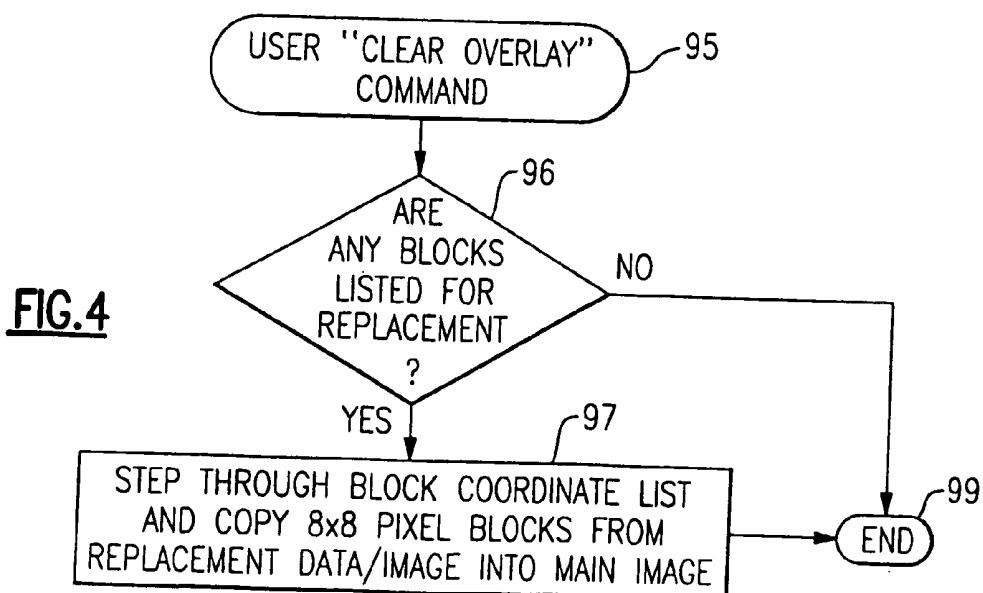 USER "CLEAR OVERLAY"
COMMAND
95
96
ARE
ANY BLOCKS
LISTED FOR
REPLACEMENT
?
NO
FIG.4
YES
97
STEP THROUGH BLOCK COORDINATE LIST
AND COPY 8x8 PIXEL BLOCKS FROM
REPLACEMENT DATA/IMAGE INTO MAIN IMAGE
99
END